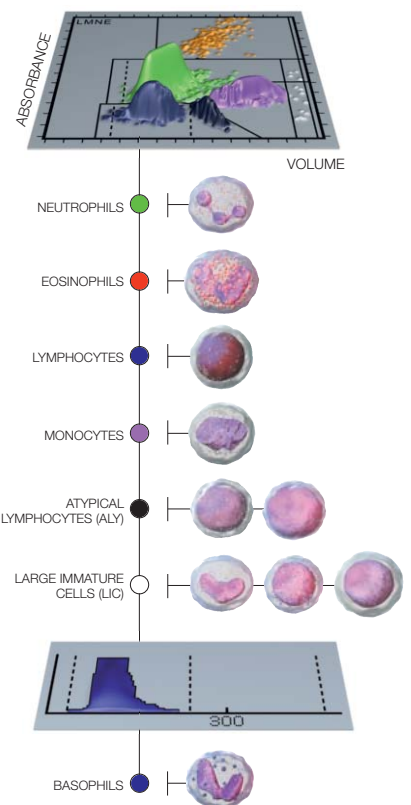 LMNE
ABSORBANCE
VOLUME
NEUTROPHILS
EOSINOPHILS
LYMPHOCYTES
MONOCYTES
ATYPICAL
LYMPHOCYTES (ALY)
LARGE IMMATURE
CELLS (LIC)
300
BASOPHILS